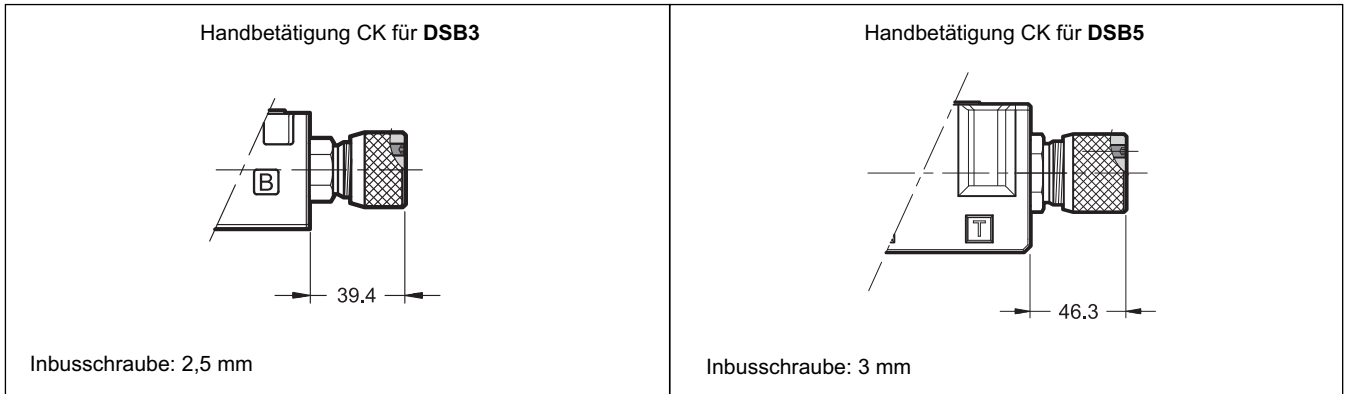 Handbetätigung CK für DSB3
B
39.4
Inbusschraube: 2,5 mm
Handbetätigung CK für DSB5
T
46.3
Inbusschraube: 3 mm